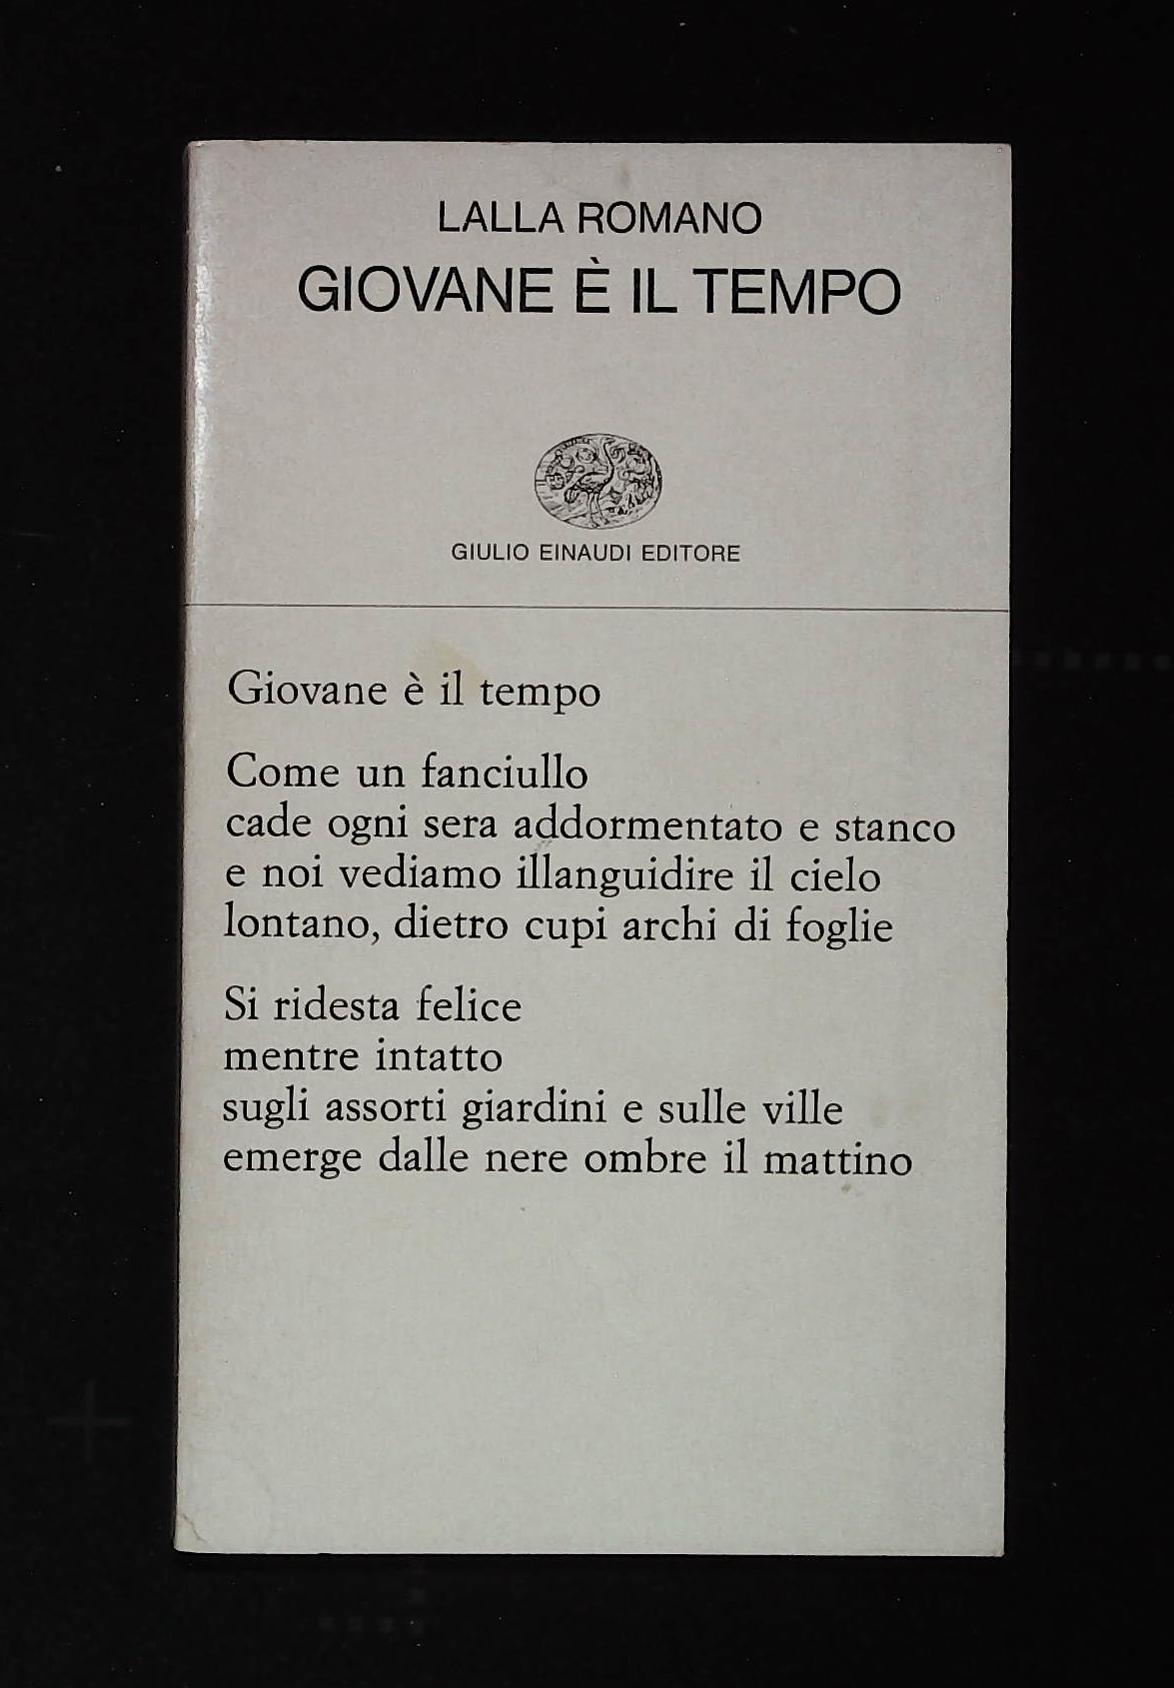 LALLA ROMANO
GIOVANE È IL TEMPO
GIULIO EINAUDI EDITORE
Giovane è il tempo
Come un fanciullo
cade ogni sera addormentato e stanco
e noi vediamo illanguidire il cielo
lontano, dietro cupi archi di foglie
Si ridesta felice
mentre intatto
sugli assorti giardini e sulle ville
emerge dalle nere ombre il mattino